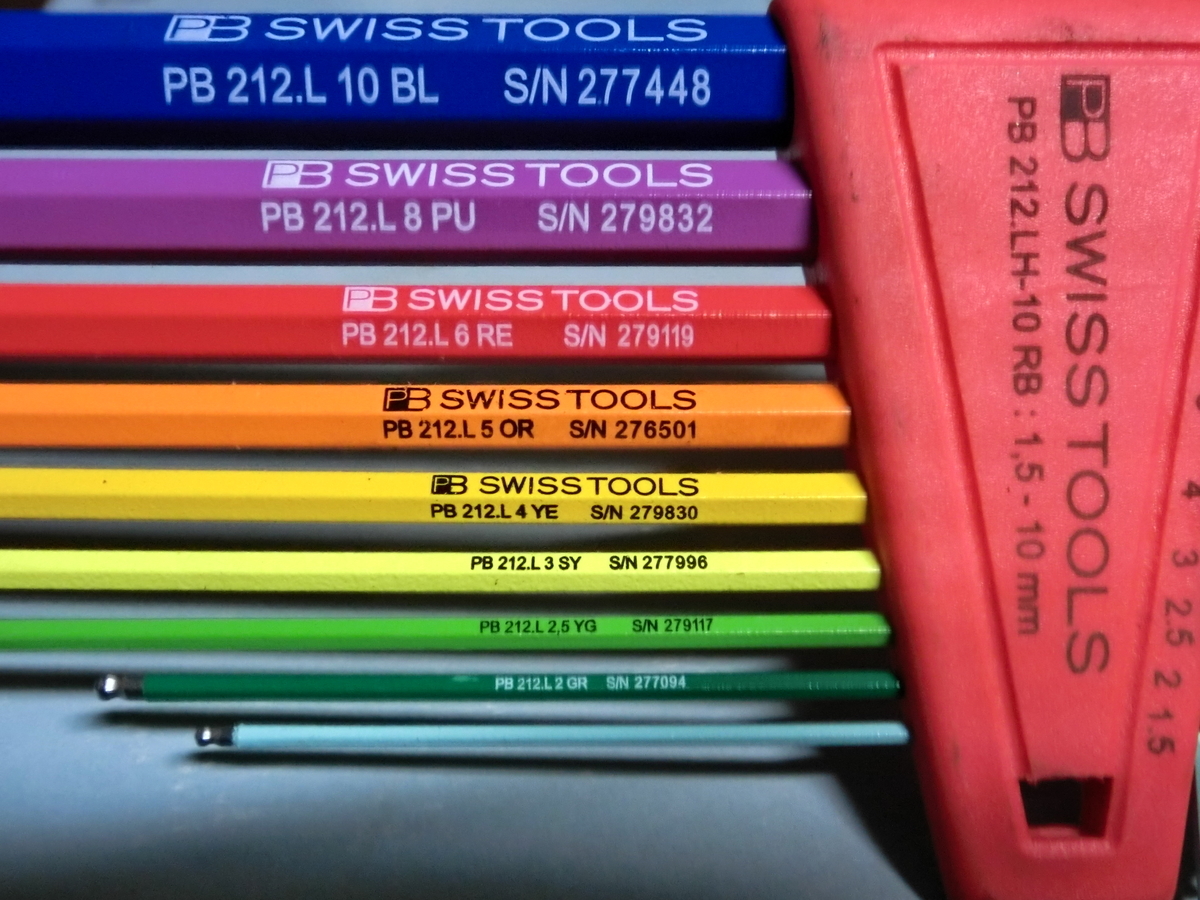 PB SWISS TOOLS
PB 212.L 10 BL S/N 277448
PB SWISS TOOLS
PB 212.L 8 PU S/N 279832
PB SWISS TOOLS
PB 212.L 6 RE S/N 279119
PB SWISS TOOLS
PB 212.L 5 OR S/N 276501
PB SWISS TOOLS
PB 212.L 4 YE S/N 279830
PB 212.L 3 SY S/N 277996
PB 212.L 2,5 YG S/N 279117
PB 212.L 2 GR S/N 277094
PB SWISS TOOLS
PB 212.LH-10 RB : 1,5 - 10 mm
4 3 2.5 2 1.5